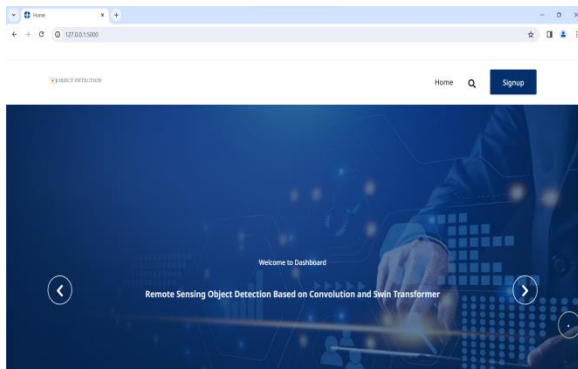 Home
127.0.0.1:5000
OBJECT DETECTION
Home
Signup
Welcome to Dashboard
Remote Sensing Object Detection Based on Convolution and Swin Transformer